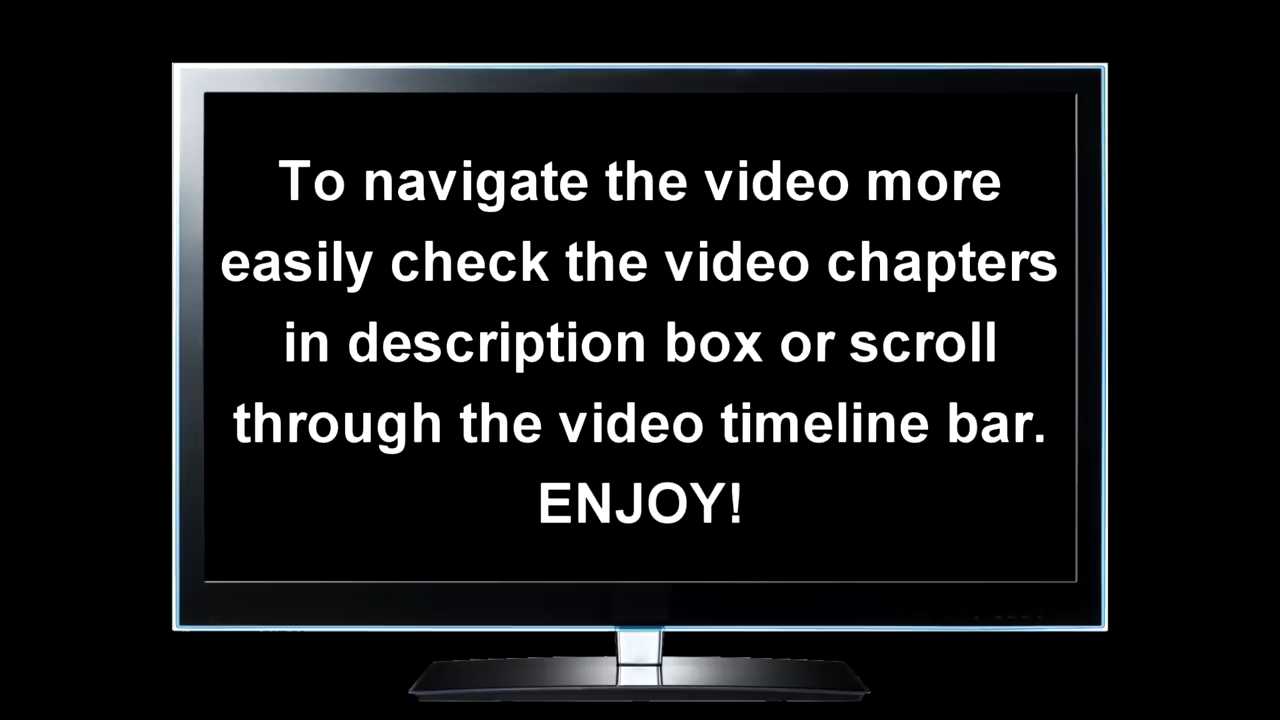 To navigate the video more
easily check the video chapters
in description box or scroll
through the video timeline bar.
ENJOY!